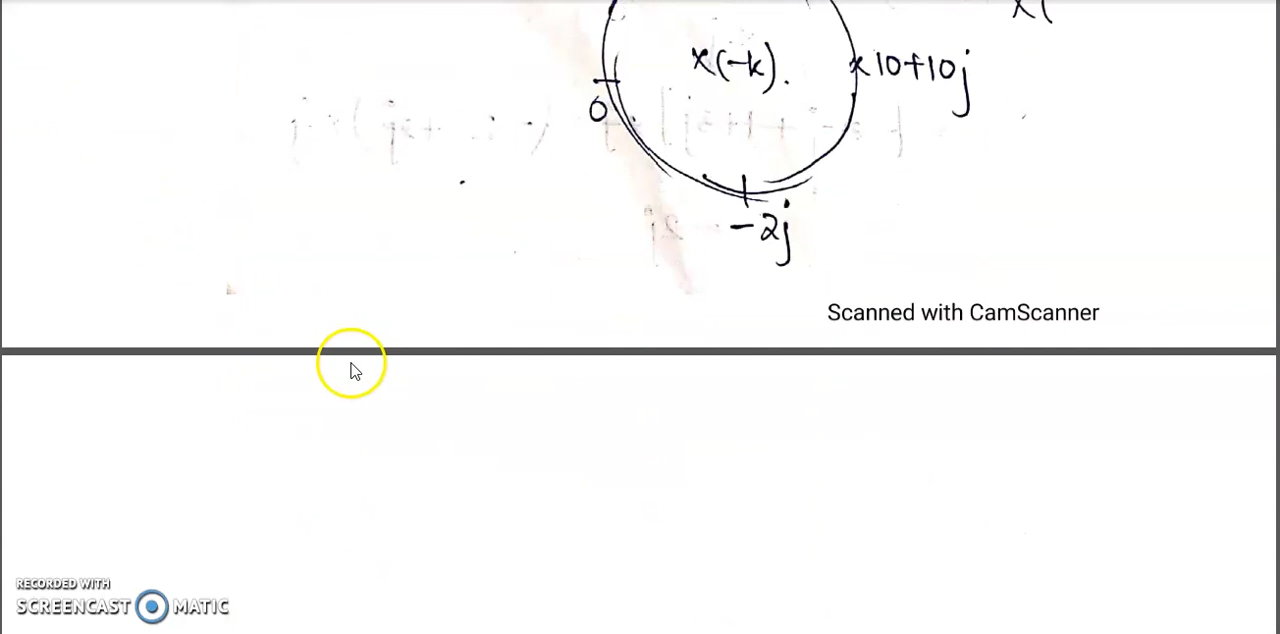 x(
x(-k).
x 10+10j
0
-2j
Scanned with CamScanner
RECORDED WITH
SCREENCAST MATIC